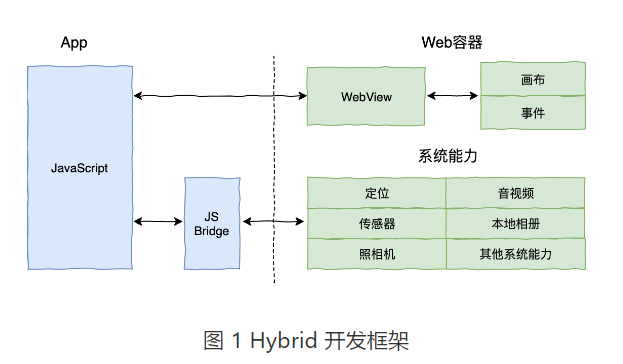 App
Web容器
JavaScript
WebView
画布
事件
系统能力
JS
Bridge
定位
音视频
传感器
本地相册
照相机
其他系统能力
图 1 Hybrid 开发框架